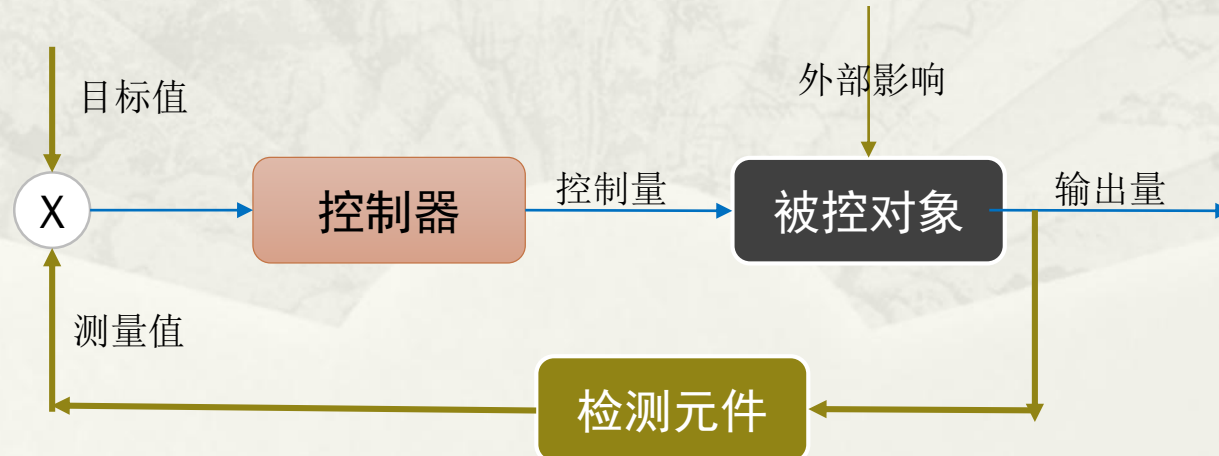 目标值
外部影响
X
控制器
控制量
被控对象
输出量
测量值
检测元件